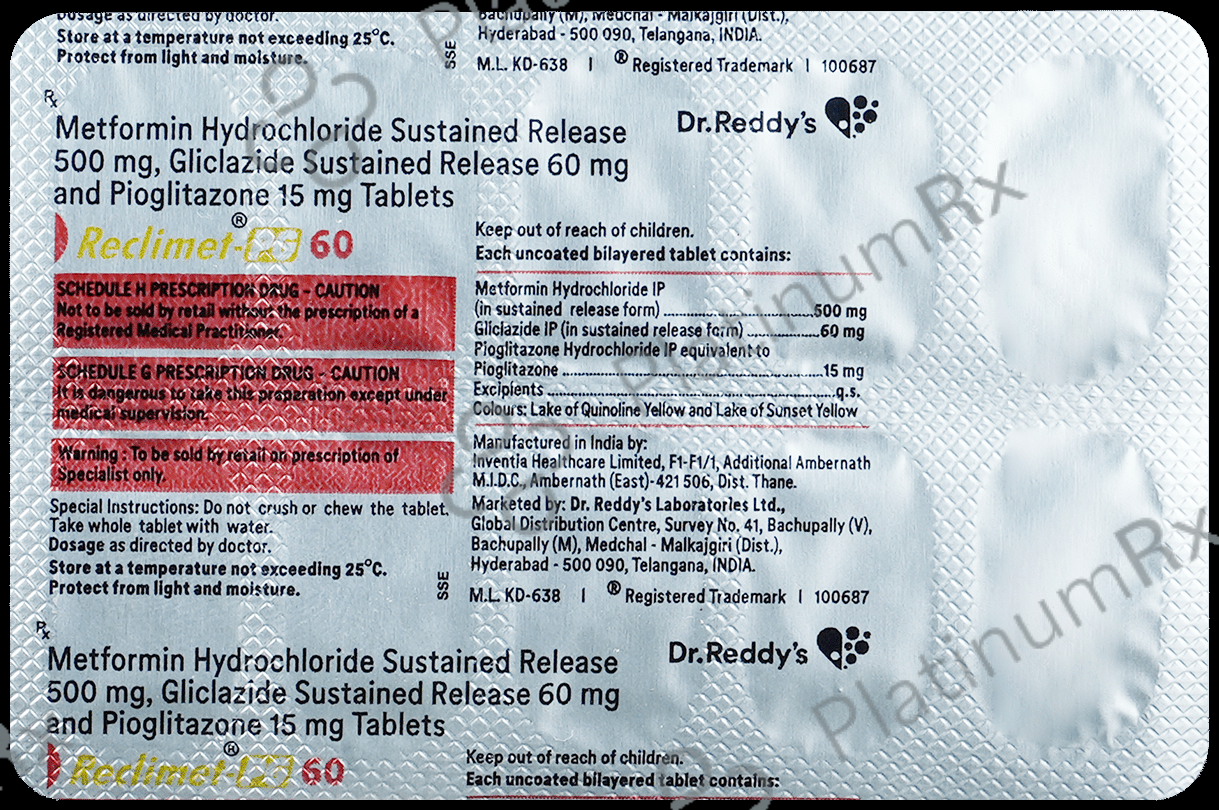 Dosage as directed by doctor.
Store at a temperature not exceeding 25°C.
Protect from light and moisture.
SSE
Bachupally (M), Medchal - Malkajgiri (Dist.),
Hyderabad - 500 090, Telangana, INDIA.
M.L. KD-638 | ® Registered Trademark | 100687
Rx
Metformin Hydrochloride Sustained Release
500 mg, Gliclazide Sustained Release 60 mg
and Pioglitazone 15 mg Tablets
Dr.Reddy's
Reclimet- 60
®
SCHEDULE H PRESCRIPTION DRUG - CAUTION
Not to be sold by retail without the prescription of a
Registered Medical Practitioner.
SCHEDULE G PRESCRIPTION DRUG - CAUTION
It is dangerous to take this preparation except under
medical supervision.
Warning : To be sold by retail on prescription of
Specialist only.
Special Instructions: Do not crush or chew the tablet.
Take whole tablet with water.
Dosage as directed by doctor.
Store at a temperature not exceeding 25°C.
Protect from light and moisture.
SSE
Keep out of reach of children.
Each uncoated bilayered tablet contains:
Metformin Hydrochloride IP
(in sustained release form) ..........500 mg
Gliclazide IP (in sustained release form) ..........60 mg
Pioglitazone Hydrochloride IP equivalent to
Pioglitazone ..........15 mg
Excipients ..........q.s.
Colours: Lake of Quinoline Yellow and Lake of Sunset Yellow
Manufactured in India by:
Inventia Healthcare Limited, F1-F1/1, Additional Ambernath
M.I.D.C., Ambernath (East)-421 506, Dist. Thane.
Marketed by: Dr. Reddy's Laboratories Ltd.,
Global Distribution Centre, Survey No. 41, Bachupally (V),
Bachupally (M), Medchal - Malkajgiri (Dist.),
Hyderabad - 500 090, Telangana, INDIA.
M.L. KD-638 | ® Registered Trademark | 100687
Rx
Metformin Hydrochloride Sustained Release
500 mg, Gliclazide Sustained Release 60 mg
and Pioglitazone 15 mg Tablets
Dr.Reddy's
Reclimet- 60
®
Keep out of reach of children.
Each uncoated bilayered tablet contains:
PlatinumRx
PlatinumRx
PlatinumRx